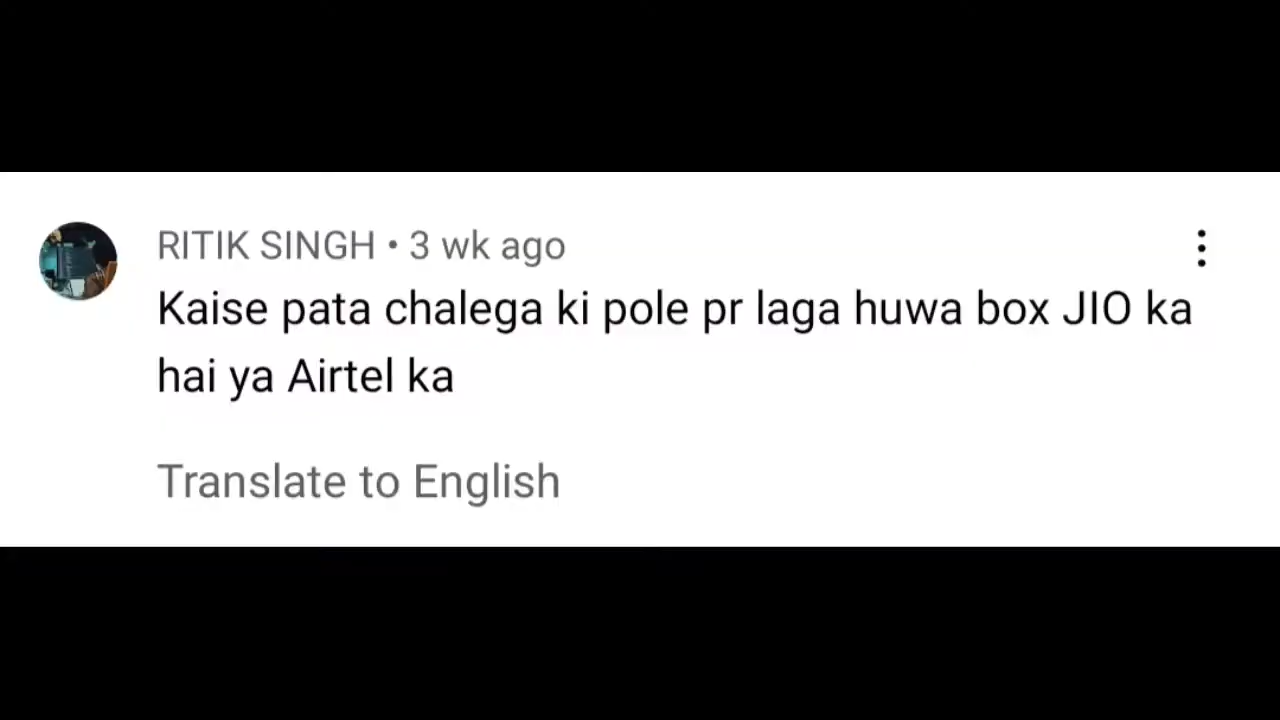 RITIK SINGH • 3 wk ago
Kaise pata chalega ki pole pr laga huwa box JIO ka
hai ya Airtel ka
Translate to English